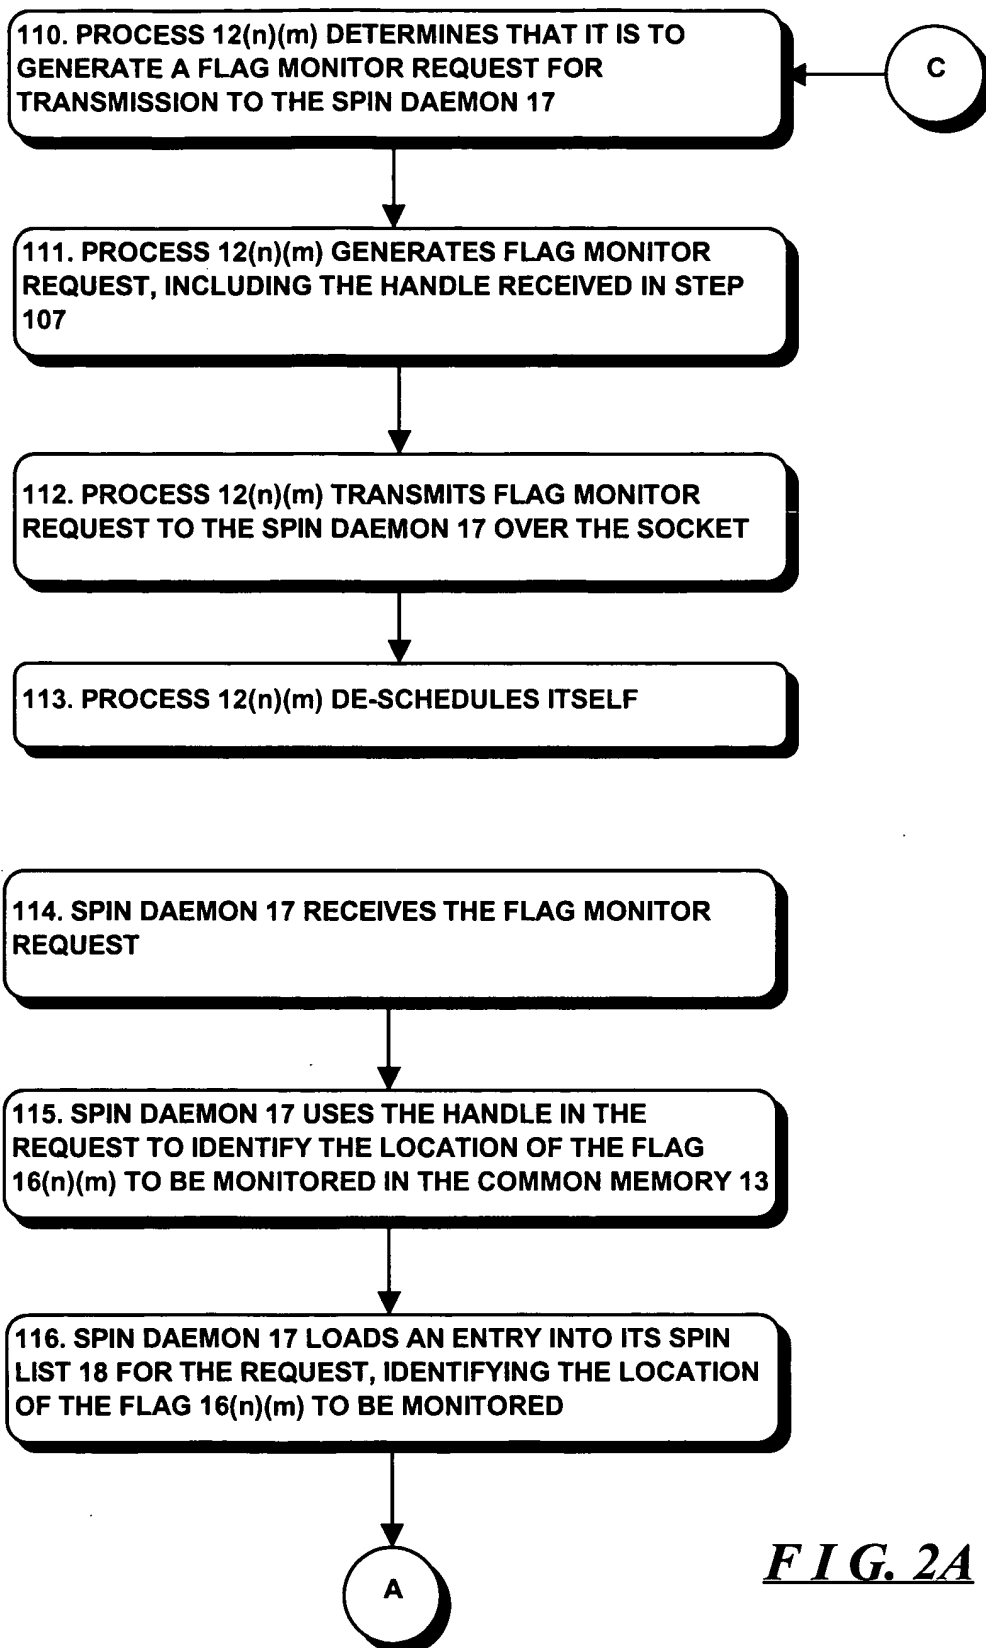 110. PROCESS 12(n)(m) DETERMINES THAT IT IS TO
GENERATE A FLAG MONITOR REQUEST FOR
TRANSMISSION TO THE SPIN DAEMON 17
C
111. PROCESS 12(n)(m) GENERATES FLAG MONITOR
REQUEST, INCLUDING THE HANDLE RECEIVED IN STEP
107
112. PROCESS 12(n)(m) TRANSMITS FLAG MONITOR
REQUEST TO THE SPIN DAEMON 17 OVER THE SOCKET
113. PROCESS 12(n)(m) DE-SCHEDULES ITSELF
114. SPIN DAEMON 17 RECEIVES THE FLAG MONITOR
REQUEST
115. SPIN DAEMON 17 USES THE HANDLE IN THE
REQUEST TO IDENTIFY THE LOCATION OF THE FLAG
16(n)(m) TO BE MONITORED IN THE COMMON MEMORY 13
116. SPIN DAEMON 17 LOADS AN ENTRY INTO ITS SPIN
LIST 18 FOR THE REQUEST, IDENTIFYING THE LOCATION
OF THE FLAG 16(n)(m) TO BE MONITORED
A
FIG. 2A